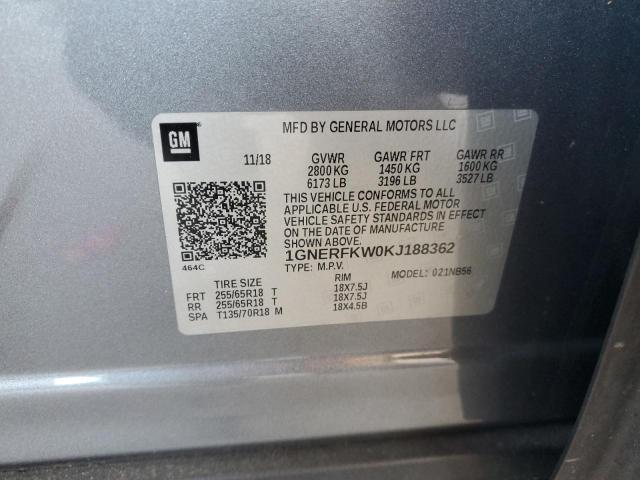 GM
MFD BY GENERAL MOTORS LLC
11/18 GVWR GAWR FRT GAWR RR
2800 KG 1450 KG 1600 KG
6173 LB 3196 LB 3527 LB
THIS VEHICLE CONFORMS TO ALL
APPLICABLE U.S. FEDERAL MOTOR
VEHICLE SAFETY STANDARDS IN EFFECT
ON THE DATE OF MANUFACTURE
SHOWN ABOVE.
1GNERFKW0KJ188362
464C
TYPE: M.P.V. MODEL: 021NB56
TIRE SIZE RIM
FRT 255/65R18 T 18X7.5J
RR 255/65R18 T 18X7.5J
SPA T135/70R18 M 18X4.5B